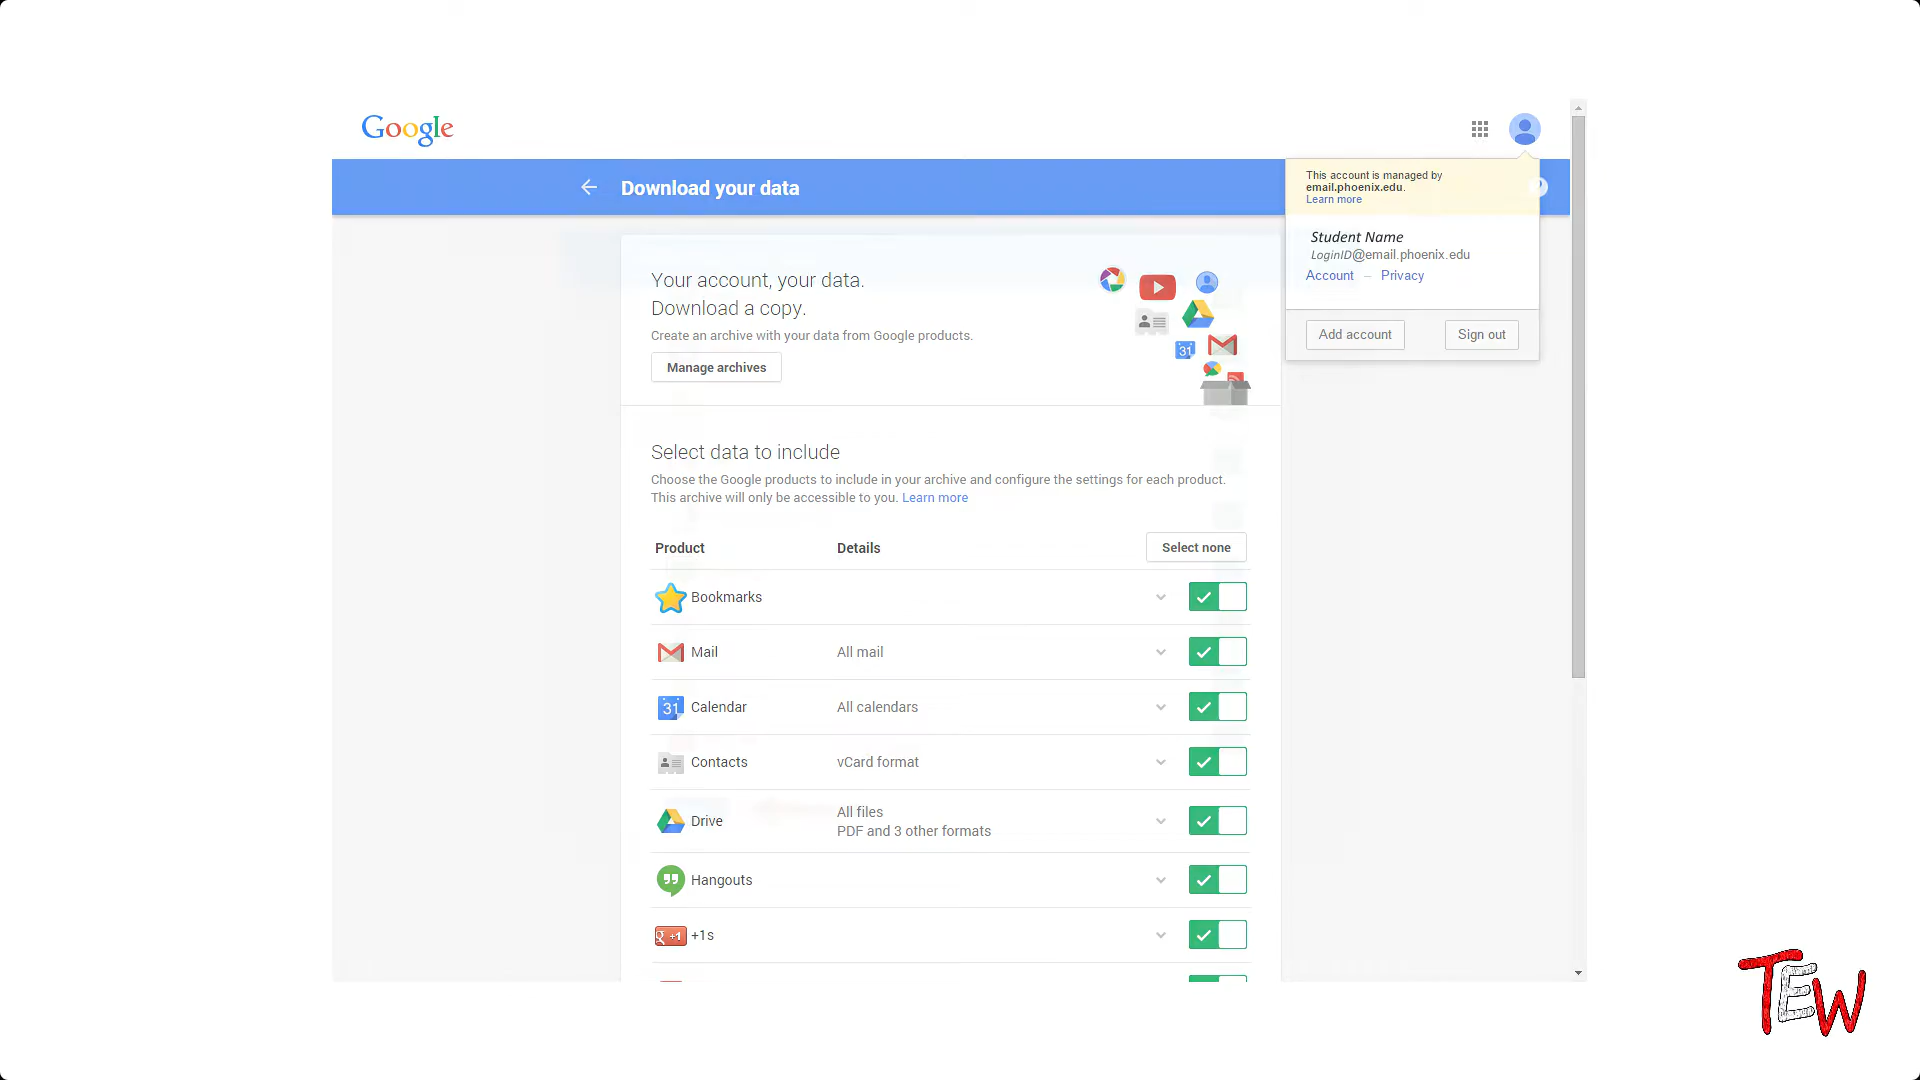 Google
Download your data
This account is managed by
email.phoenix.edu.
Learn more
Student Name
LoginID@email.phoenix.edu
Account – Privacy
Add account
Sign out
Your account, your data.
Download a copy.
Create an archive with your data from Google products.
Manage archives
31
Select data to include
Choose the Google products to include in your archive and configure the settings for each product.
This archive will only be accessible to you. Learn more
Product Details Select none
Bookmarks
Mail All mail
31 Calendar All calendars
Contacts vCard format
Drive All files
PDF and 3 other formats
Hangouts
g +1 +1s
TEW